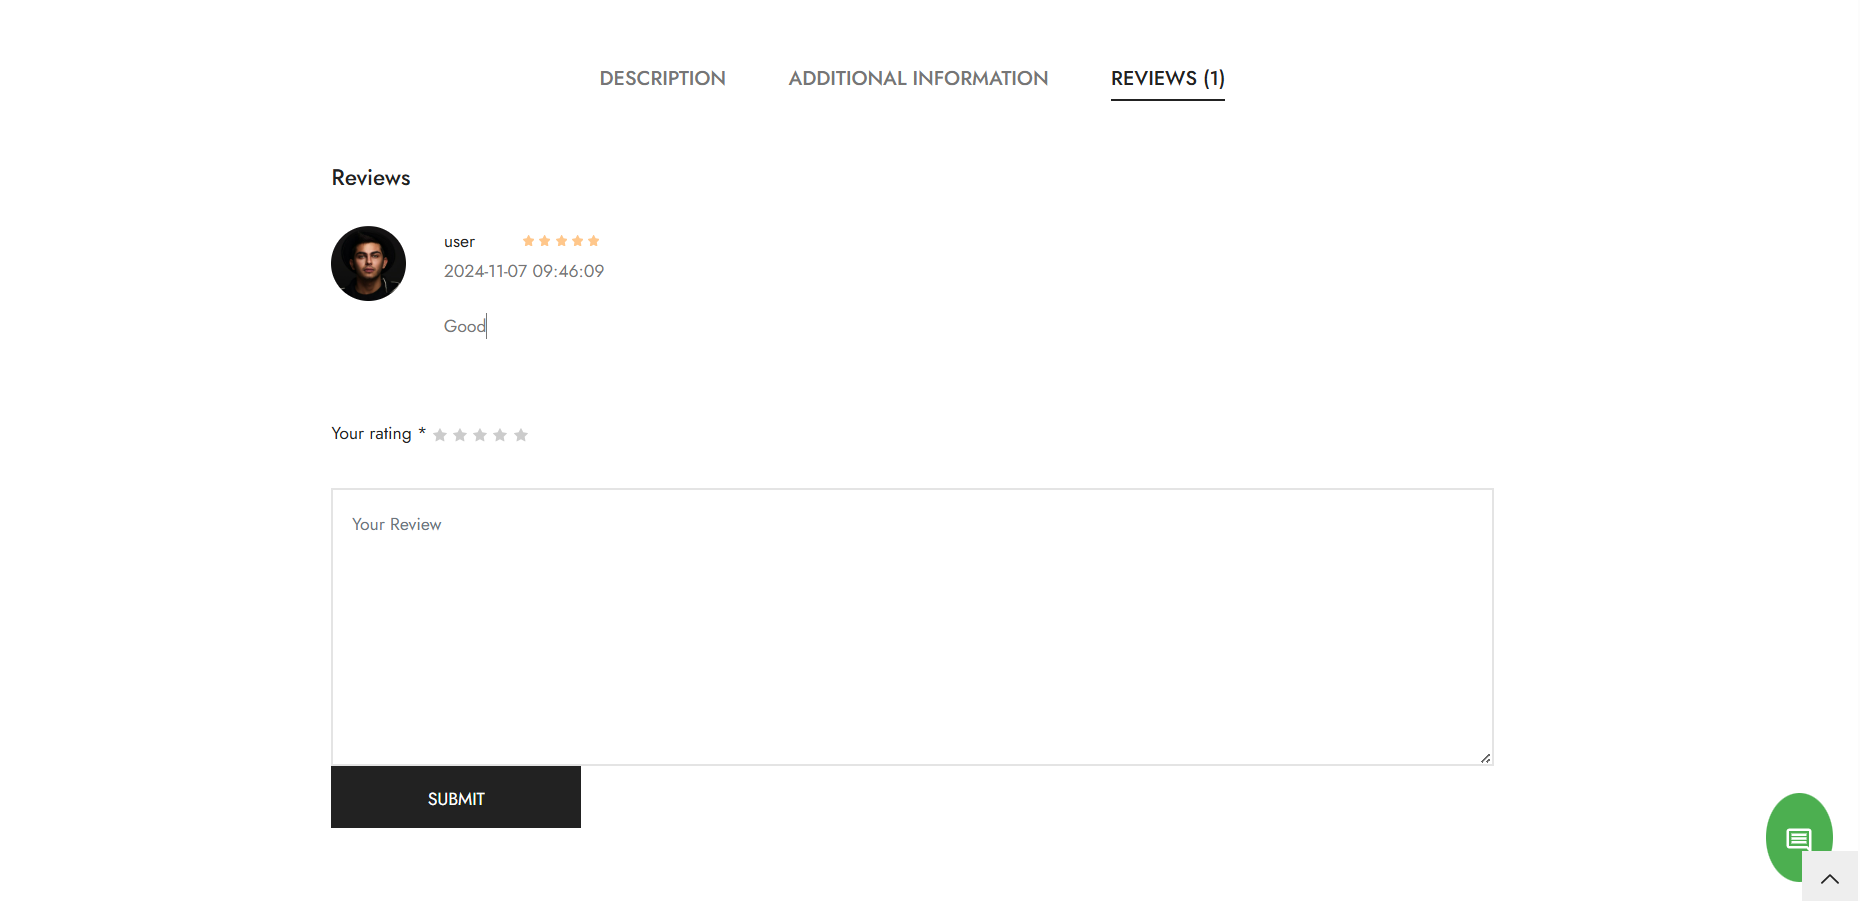 DESCRIPTION ADDITIONAL INFORMATION REVIEWS (1)
Reviews
user
2024-11-07 09:46:09
Good
Your rating *
Your Review
SUBMIT